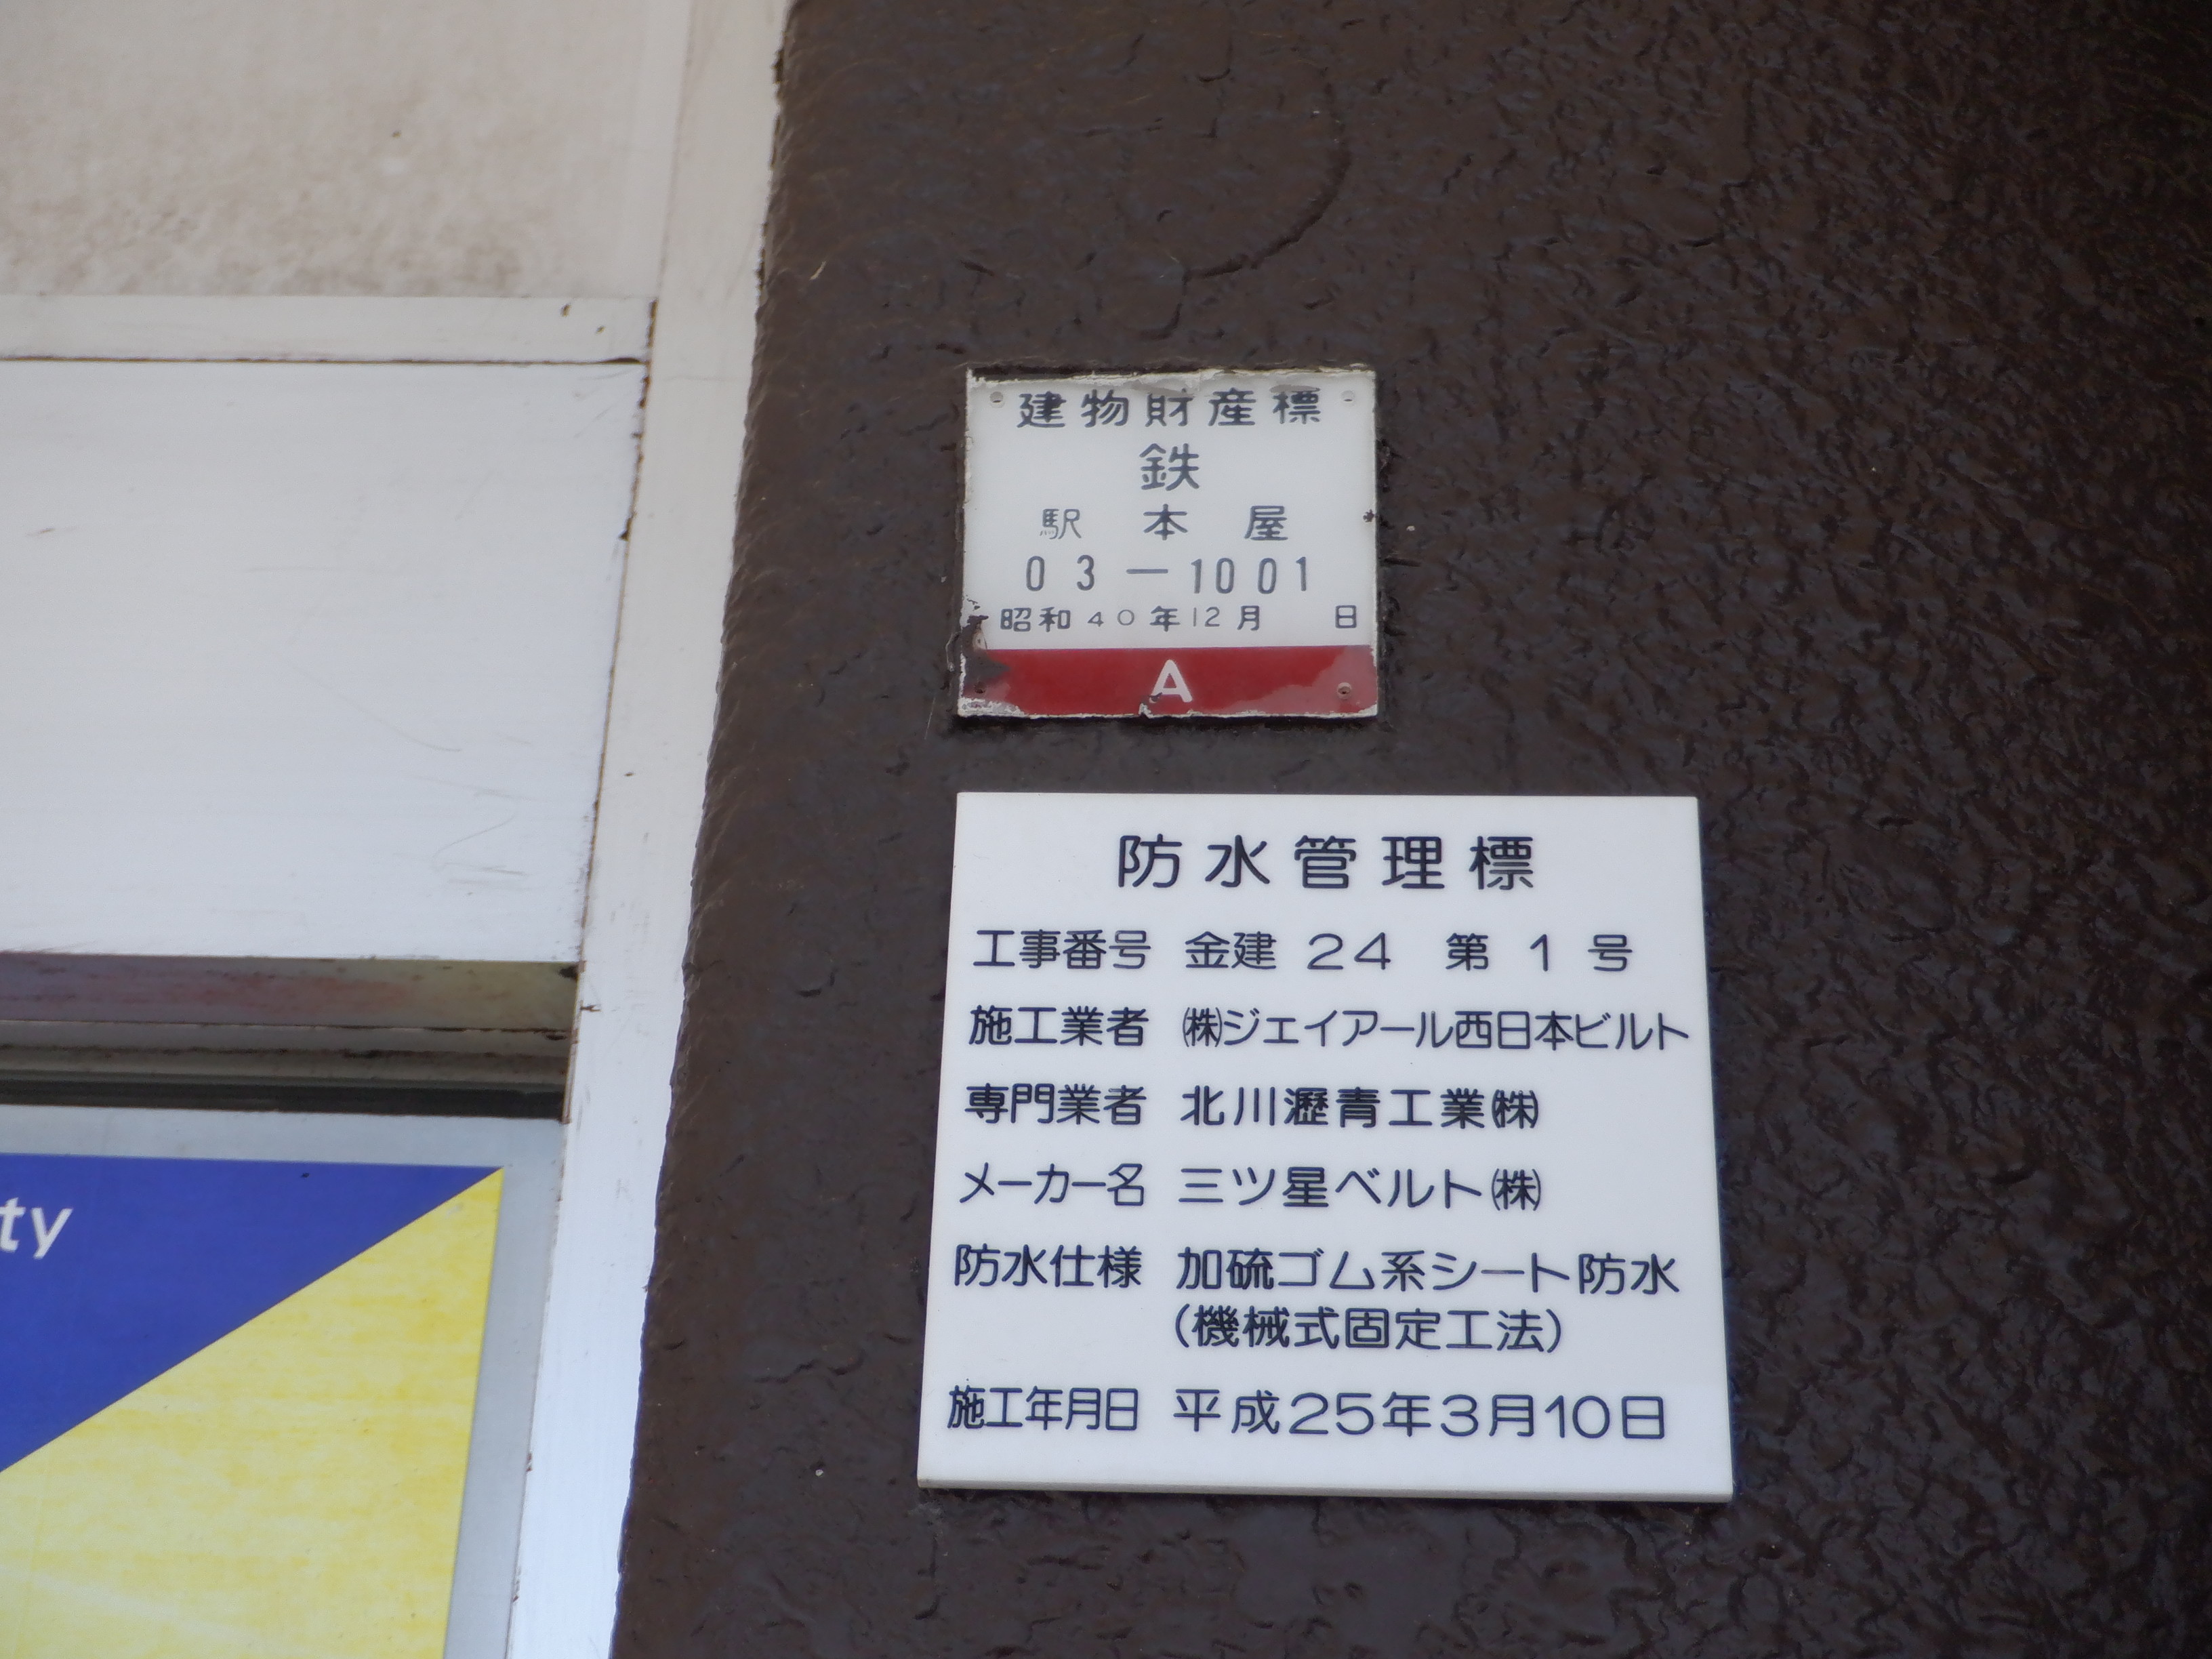 建物財産標
鉄
駅 本 屋
03-1001
昭和40年12月 日
A
防水管理標
工事番号 金建 24 第 1 号
施工業者 ㈱ジェイアール西日本ビルト
専門業者 北川瀝青工業㈱
メーカー名 三ツ星ベルト㈱
防水仕様 加硫ゴム系シート防水
(機械式固定工法)
施工年月日 平成25年3月10日
ty